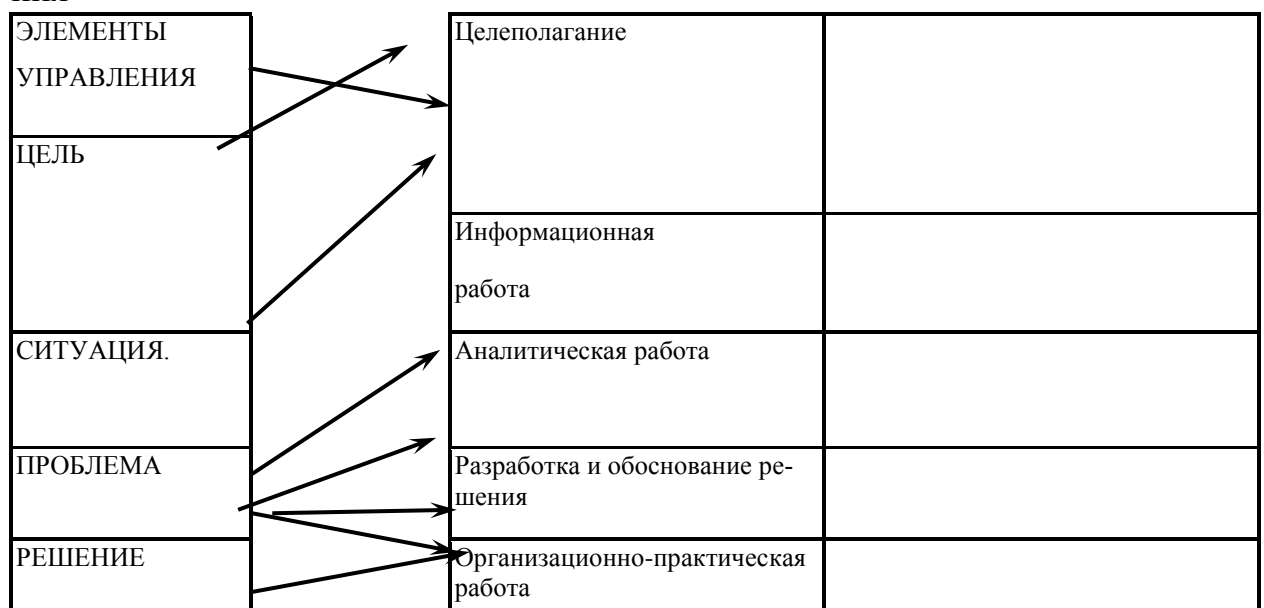 ЭЛЕМЕНТЫ
УПРАВЛЕНИЯ
ЦЕЛЬ
СИТУАЦИЯ.
ПРОБЛЕМА
РЕШЕНИЕ
Целеполагание
Информационная
работа
Аналитическая работа
Разработка и обоснование ре-
шения
Организационно-практическая
работа